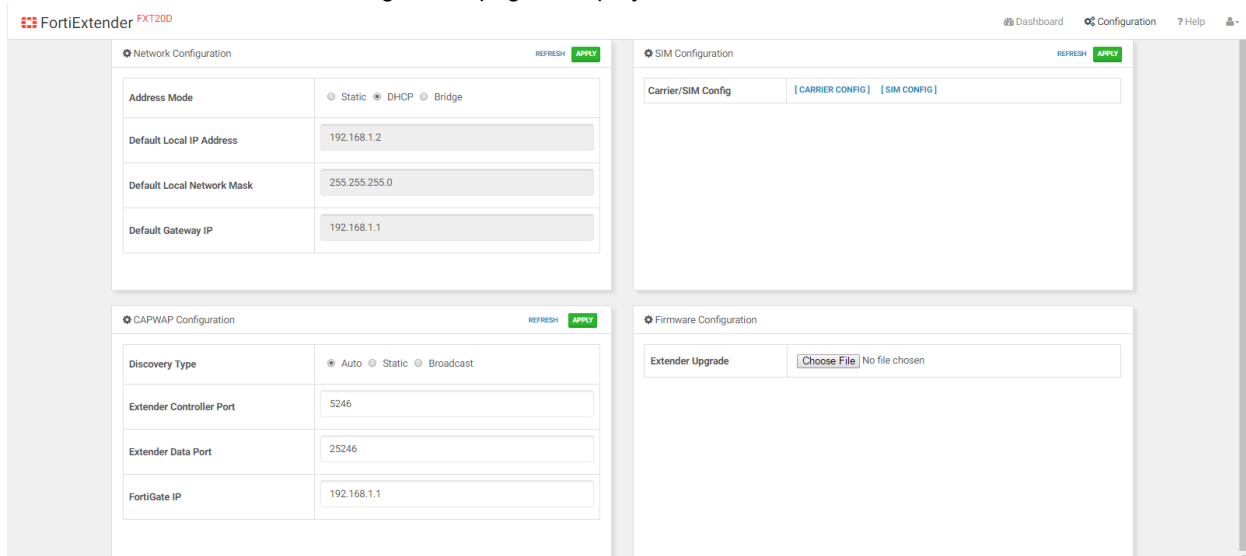 FortiExtender FXT20D
Dashboard Configuration ? Help
Network Configuration REFRESH APPLY
Address Mode Static DHCP Bridge
Default Local IP Address 192.168.1.2
Default Local Network Mask 255.255.255.0
Default Gateway IP 192.168.1.1
SIM Configuration REFRESH APPLY
Carrier/SIM Config [ CARRIER CONFIG ] [ SIM CONFIG ]
CAPWAP Configuration REFRESH APPLY
Discovery Type Auto Static Broadcast
Extender Controller Port 5246
Extender Data Port 25246
FortiGate IP 192.168.1.1
Firmware Configuration
Extender Upgrade Choose File No file chosen